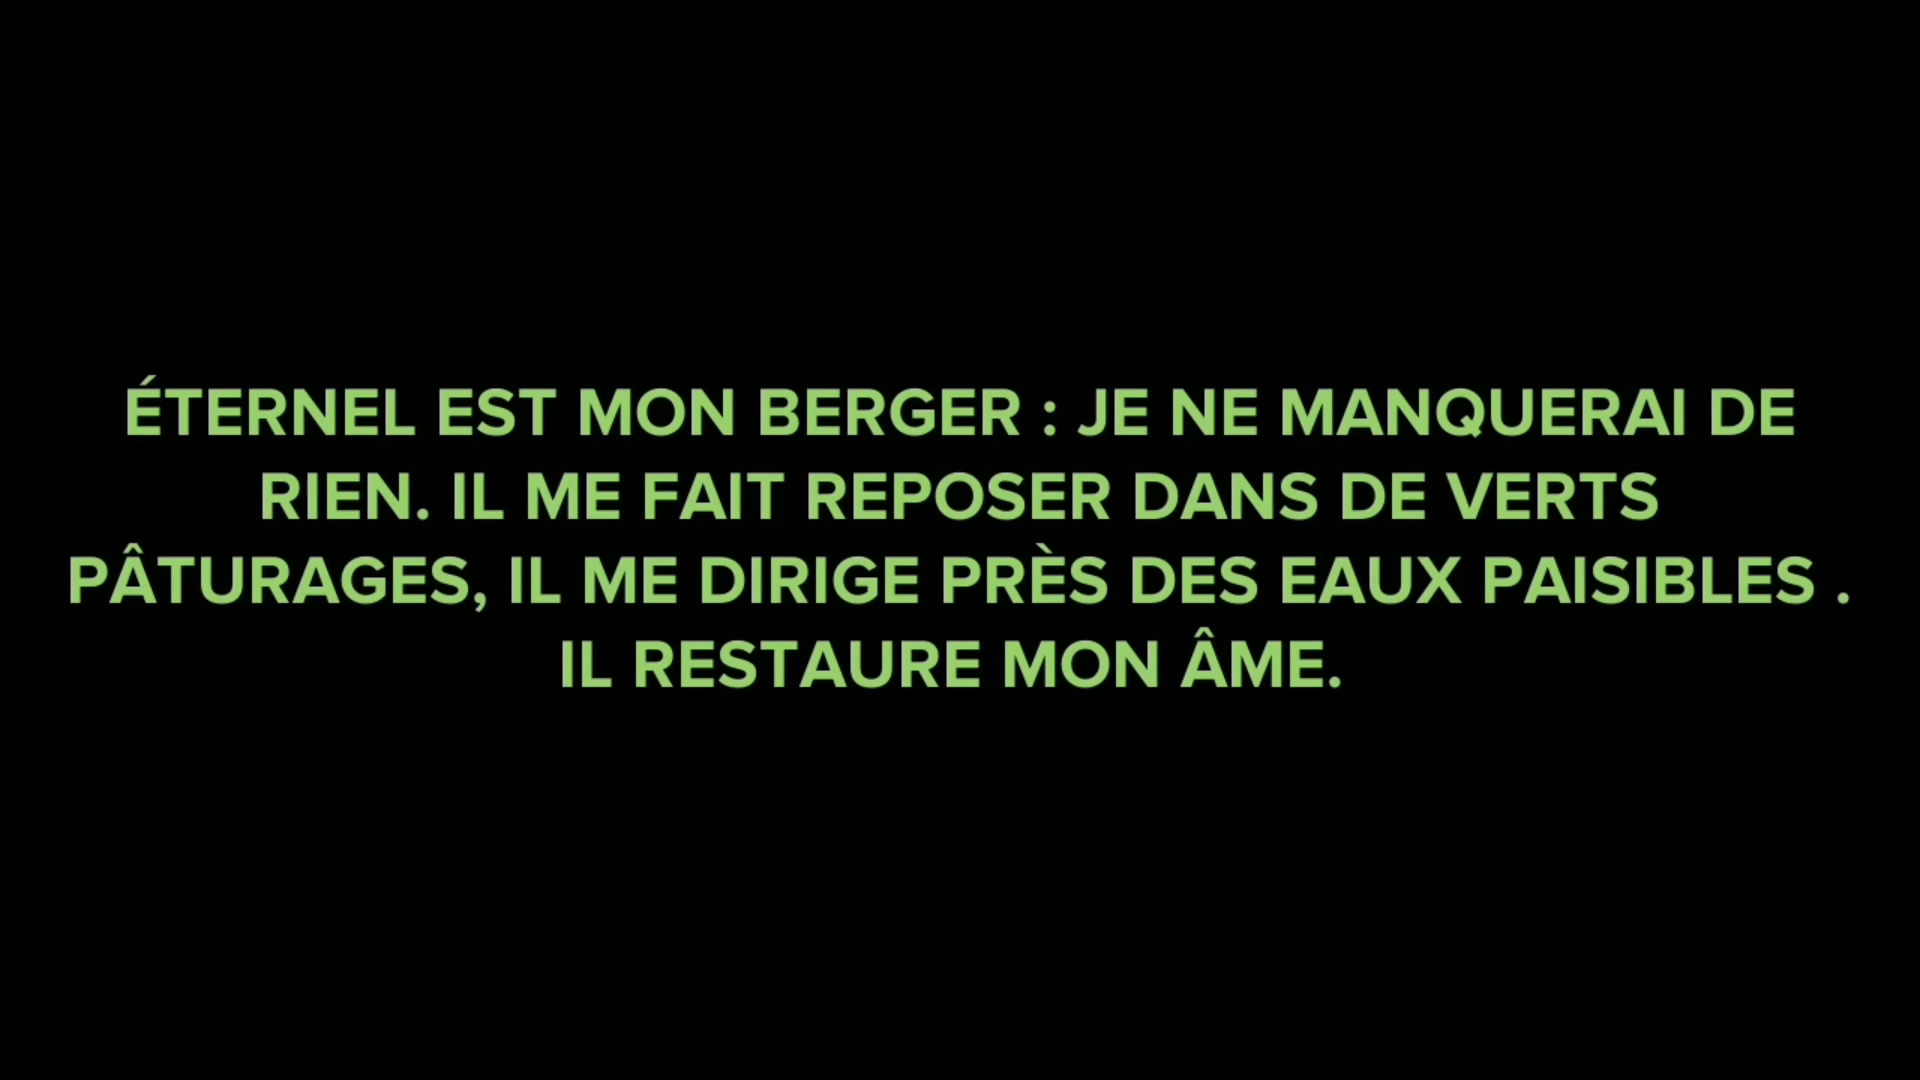 ÉTERNEL EST MON BERGER : JE NE MANQUERAI DE
RIEN. IL ME FAIT REPOSER DANS DE VERTS
PÂTURAGES, IL ME DIRIGE PRÈS DES EAUX PAISIBLES .
IL RESTAURE MON ÂME.